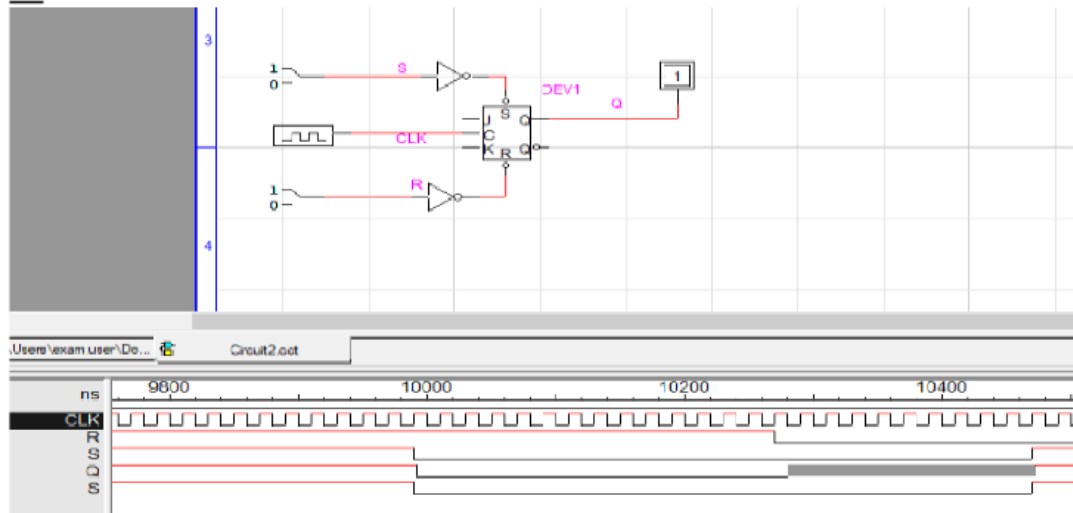 3
1
0
S
DEV1
1
J S Q
Q
C
CLK
K R Q
1
0
R
4
\Users\exam.user\Do...
Circuit2.cct
ns 9800 10000 10200 10400
CLK
R
S
Q
S